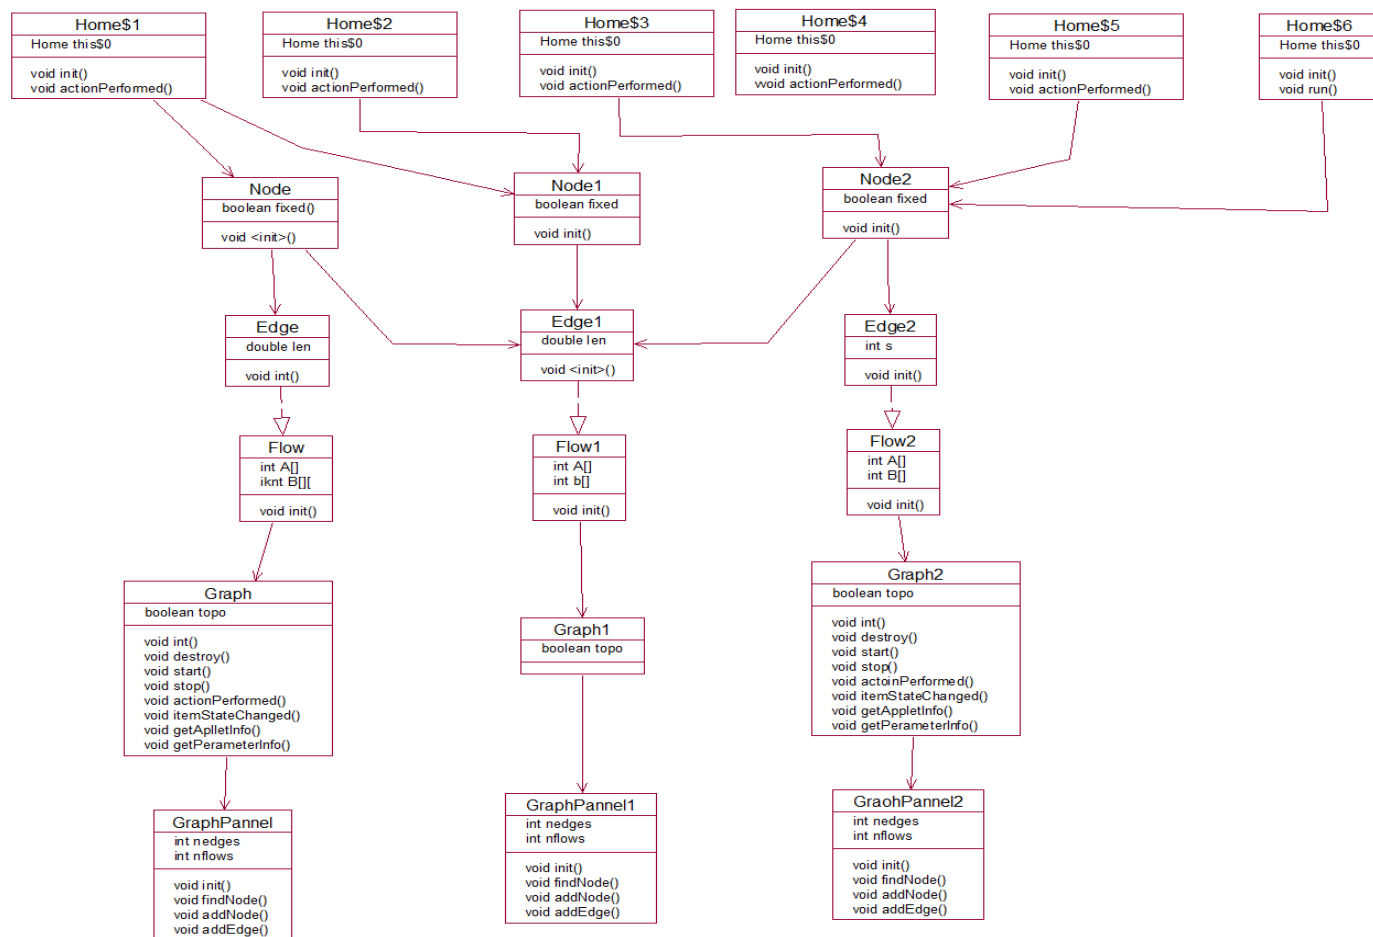 Home$1
Home this$0
void init()
void actionPerformed()
Home$2
Home this$0
void init()
void actionPerformed()
Home$3
Home this$0
void init()
void actionPerformed()
Home$4
Home this$0
void init()
vvoid actionPerformed()
Home$5
Home this$0
void init()
void actionPerformed()
Home$6
Home this$0
void init()
void run()
Node
boolean fixed()
void <init>()
Node1
boolean fixed
void init()
Node2
boolean fixed
void init()
Edge
double len
void int()
Edge1
double len
void <init>()
Edge2
int s
void init()
Flow
int A[]
iknt B[][
void init()
Flow1
int A[]
int b[]
void init()
Flow2
int A[]
int B[]
void init()
Graph
boolean topo
void int()
void destroy()
void start()
void stop()
void actionPerformed()
void itemStateChanged()
void getAplletInfo()
void getPerameterInfo()
Graph1
boolean topo
Graph2
boolean topo
void int()
void destroy()
void start()
void stop()
void actoinPerformed()
void itemStateChanged()
void getAppletInfo()
void getPerameterInfo()
GraphPannel
int nedges
int nflows
void init()
void findNode()
void addNode()
void addEdge()
GraphPannel1
int nedges
int nflows
void init()
void findNode()
void addNode()
void addEdge()
GraohPannel2
int nedges
int nflows
void init()
void findNode()
void addNode()
void addEdge()